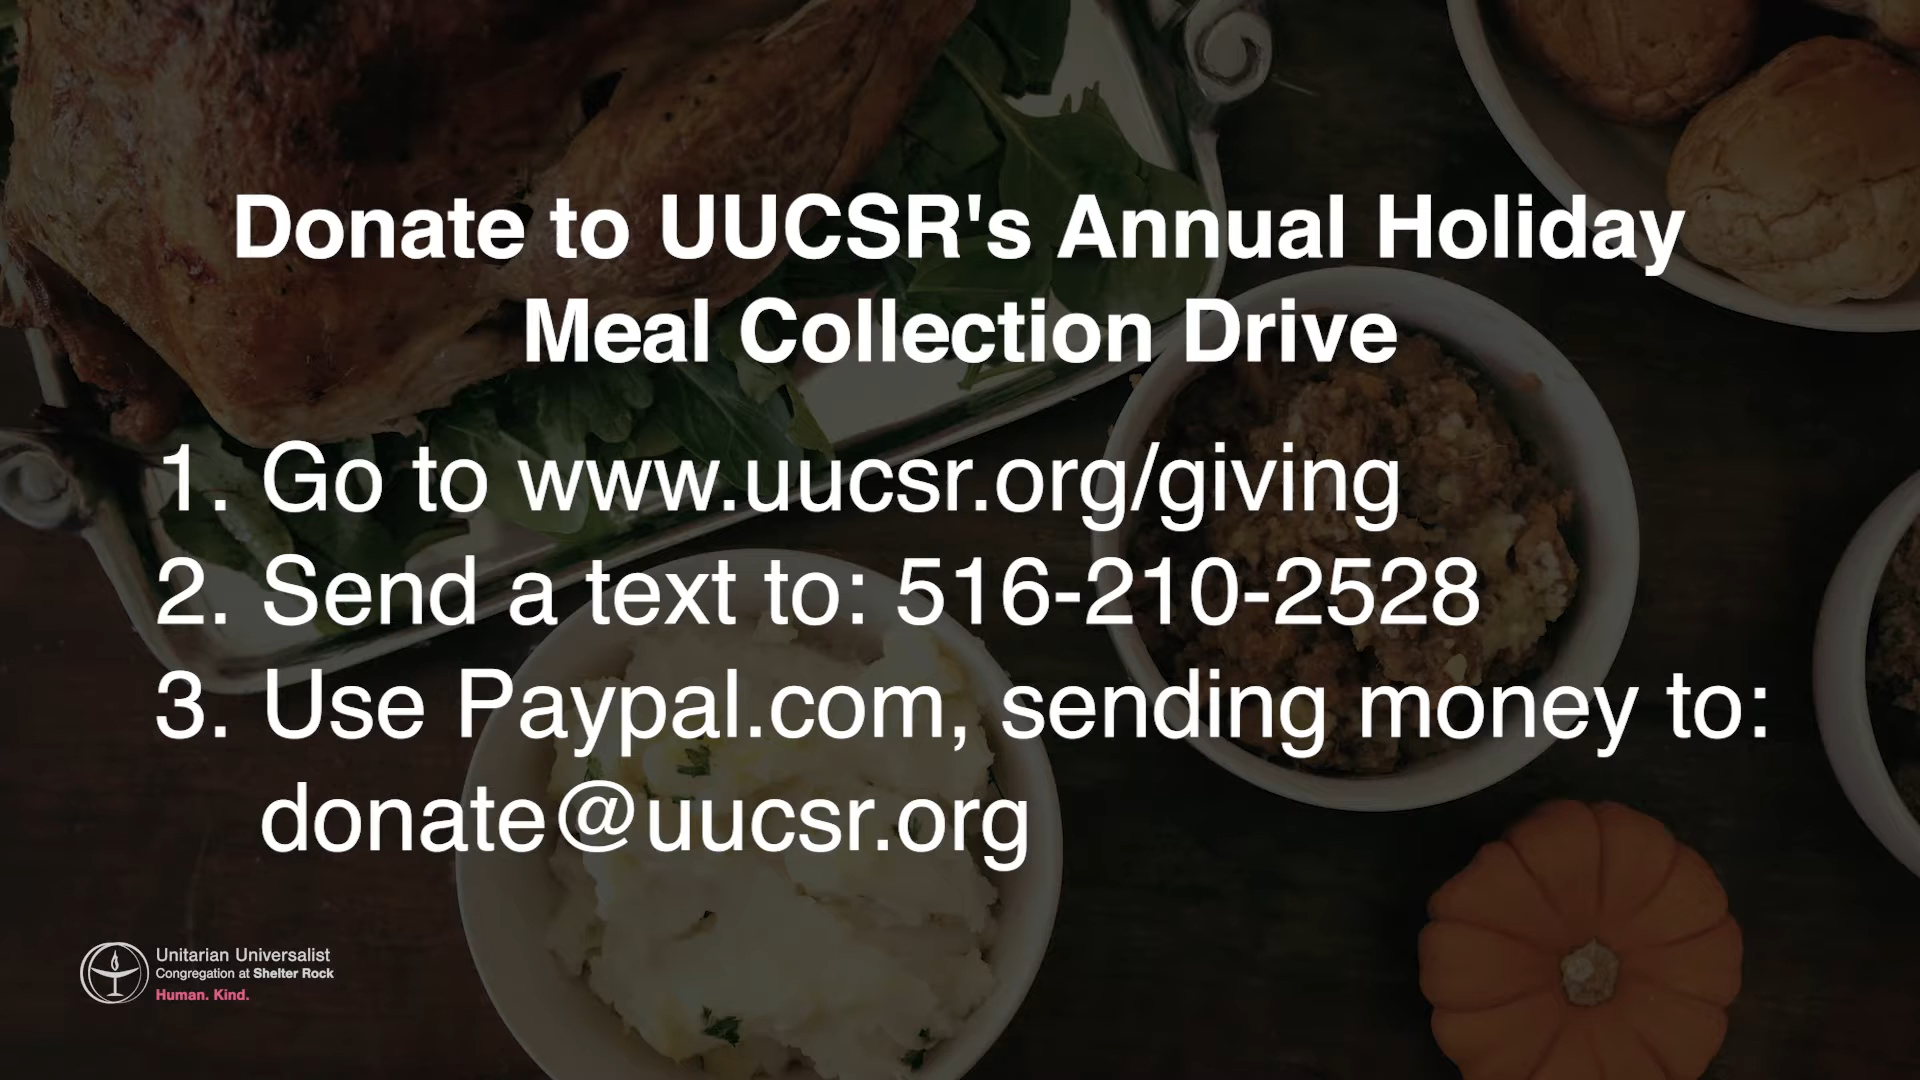 Donate to UUCSR's Annual Holiday
Meal Collection Drive
1. Go to www.uucsr.org/giving
2. Send a text to: 516-210-2528
3. Use Paypal.com, sending money to:
donate@uucsr.org
Unitarian Universalist
Congregation at Shelter Rock
Human. Kind.